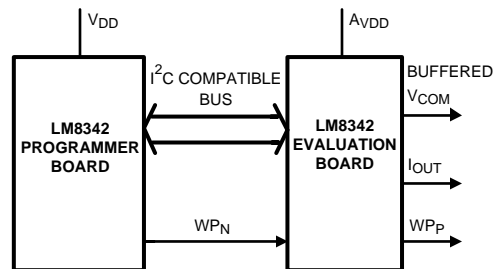 VDD
AVDD
I²C COMPATIBLE
BUS
BUFFERED
VCOM
LM8342
PROGRAMMER
BOARD
LM8342
EVALUATION
BOARD
IOUT
WPN
WPP